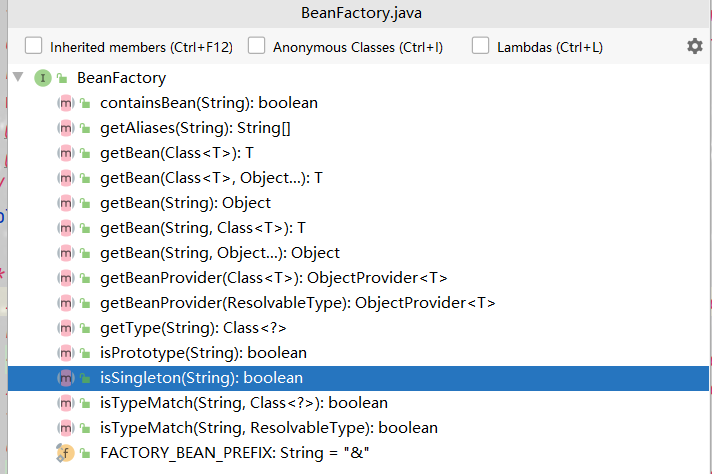 BeanFactory.java
Inherited members (Ctrl+F12) Anonymous Classes (Ctrl+I) Lambdas (Ctrl+L)
I BeanFactory
m containsBean(String): boolean
m getAliases(String): String[]
m getBean(Class<T>): T
m getBean(Class<T>, Object...): T
m getBean(String): Object
m getBean(String, Class<T>): T
m getBean(String, Object...): Object
m getBeanProvider(Class<T>): ObjectProvider<T>
m getBeanProvider(ResolvableType): ObjectProvider<T>
m getType(String): Class<?>
m isPrototype(String): boolean
m isSingleton(String): boolean
m isTypeMatch(String, Class<?>): boolean
m isTypeMatch(String, ResolvableType): boolean
f FACTORY_BEAN_PREFIX: String = "&"